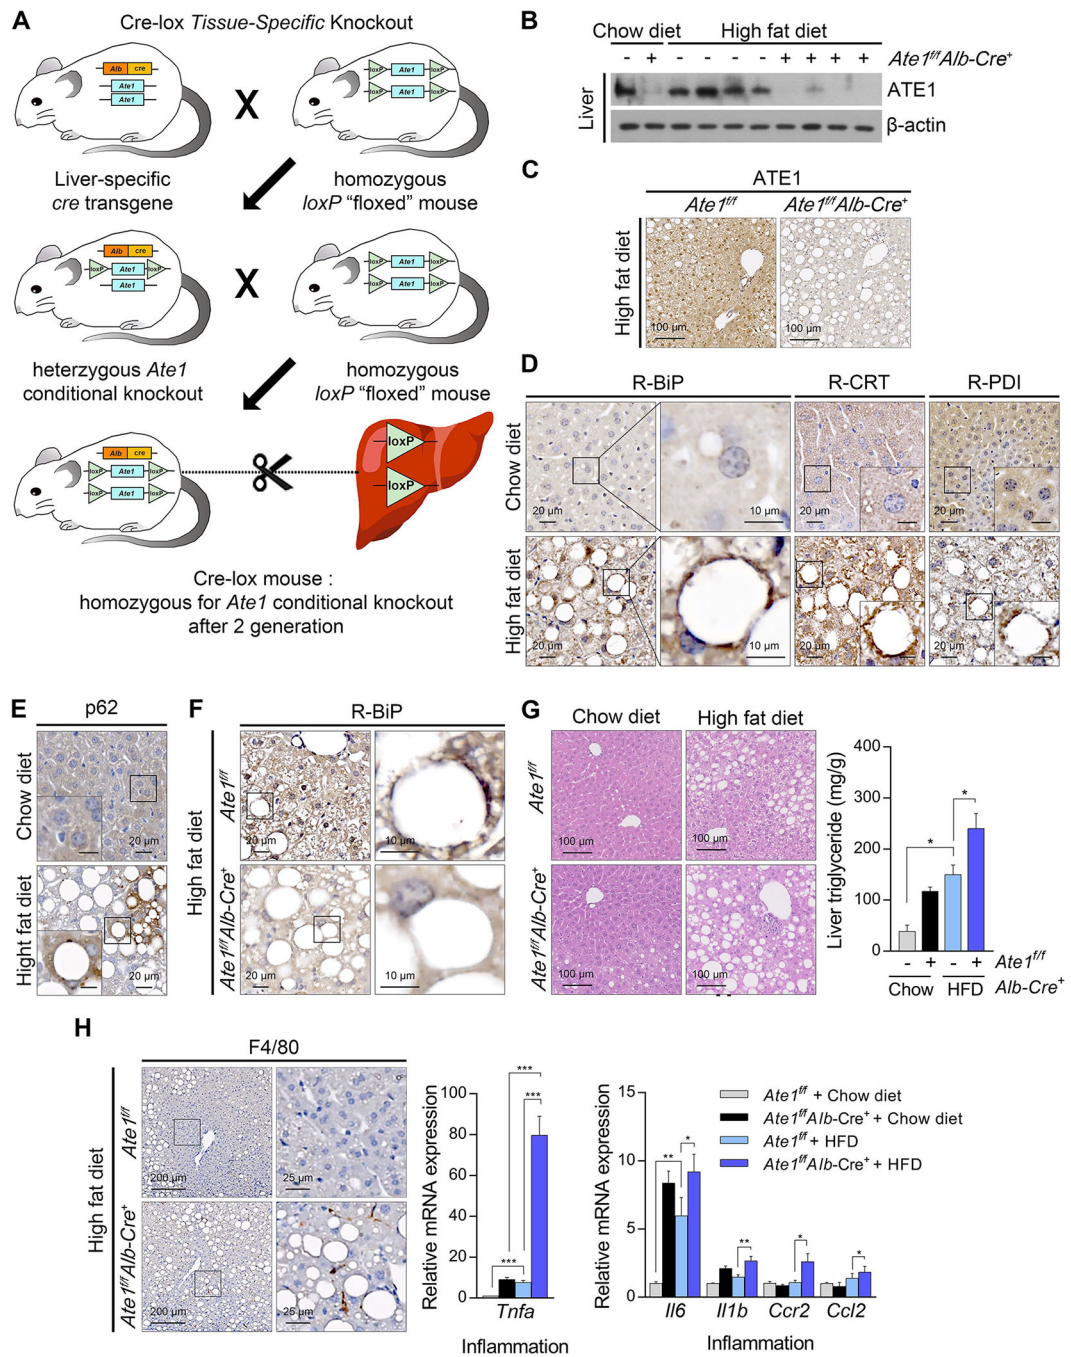 A
Cre-lox Tissue-Specific Knockout
Alb cre
Ate1
Ate1
X
loxP Ate1 loxP
loxP Ate1 loxP
Liver-specific
cre transgene
homozygous
loxP “floxed” mouse
Alb cre
loxP Ate1 loxP
Ate1
X
loxP Ate1 loxP
loxP Ate1 loxP
heterzygous Ate1
conditional knockout
homozygous
loxP “floxed” mouse
Alb cre
loxP Ate1 loxP
loxP Ate1 loxP
loxP
loxP
Cre-lox mouse :
homozygous for Ate1 conditional knockout
after 2 generation
B
Chow diet High fat diet
- + - - - - + + + + Ate1f/fAlb-Cre+
Liver
ATE1
β-actin
C
ATE1
Ate1f/f Ate1f/fAlb-Cre+
High fat diet
100 µm 100 µm
D
R-BiP R-CRT R-PDI
Chow diet
20 µm 10 µm 20 µm 20 µm
High fat diet
20 µm 10 µm 20 µm 20 µm
E
p62
Chow diet
20 µm
Hight fat diet
20 µm
F
R-BiP
High fat diet
Ate1f/f
20 µm 10 µm
Ate1f/fAlb-Cre+
20 µm 10 µm
G
Chow diet High fat diet
Ate1f/f
100 µm 100 µm
Ate1f/fAlb-Cre+
100 µm 100 µm
Liver triglyceride (mg/g)
400
300
200
100
0
*
*
- + - + Ate1f/f
Chow HFD Alb-Cre+
H
F4/80
High fat diet
Ate1f/f
200 µm 25 µm
Ate1f/fAlb-Cre+
200 µm 25 µm
Relative mRNA expression
100
80
60
40
20
0
***
***
***
Tnfa
Inflammation
Relative mRNA expression
15
10
5
0
Ate1f/f + Chow diet
Ate1f/fAlb-Cre+ + Chow diet
Ate1f/f + HFD
Ate1f/fAlb-Cre+ + HFD
** *
** * *
Il6 Il1b Ccr2 Ccl2
Inflammation